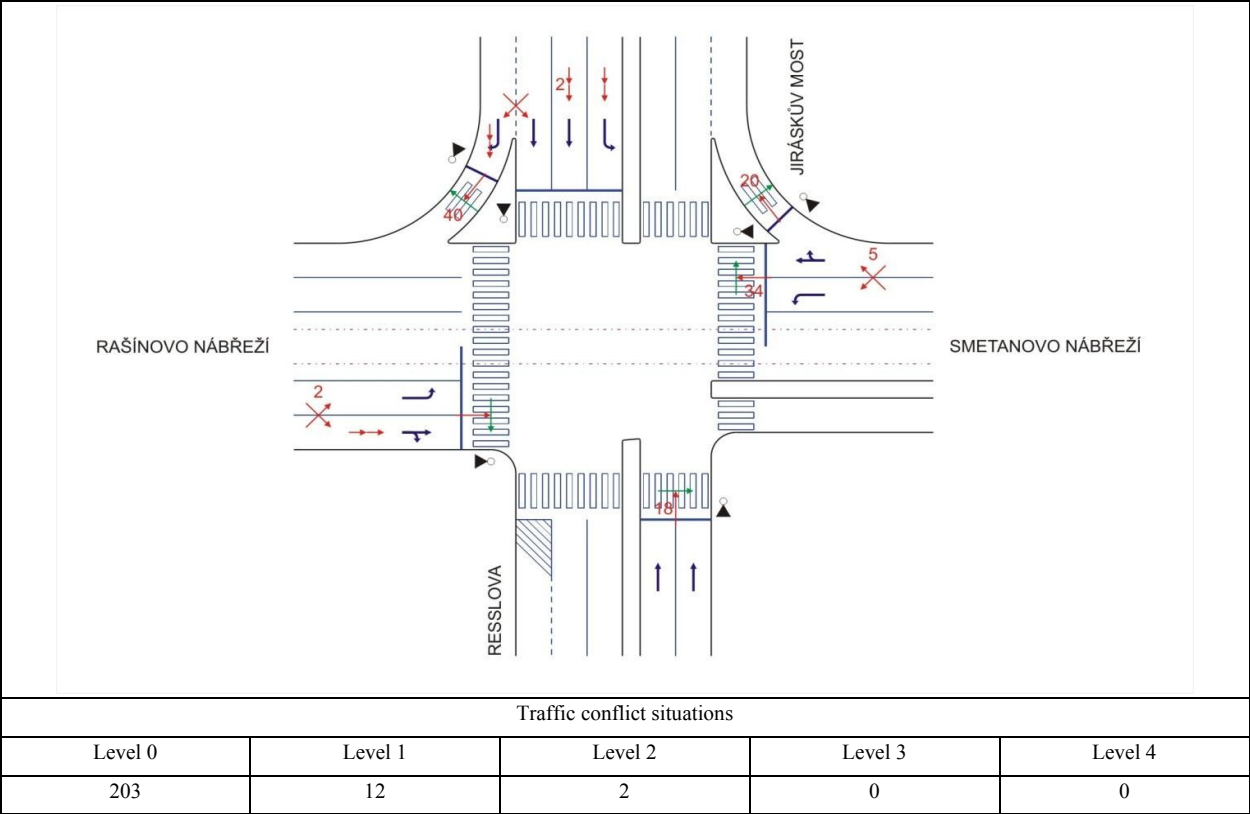 JIRÁSKŮV MOST
2
40
20
5
34
RAŠÍNOVO NÁBŘEŽÍ
SMETANOVO NÁBŘEŽÍ
2
18
RESSLOVA
Traffic conflict situations
Level 0 Level 1 Level 2 Level 3 Level 4
203 12 2 0 0